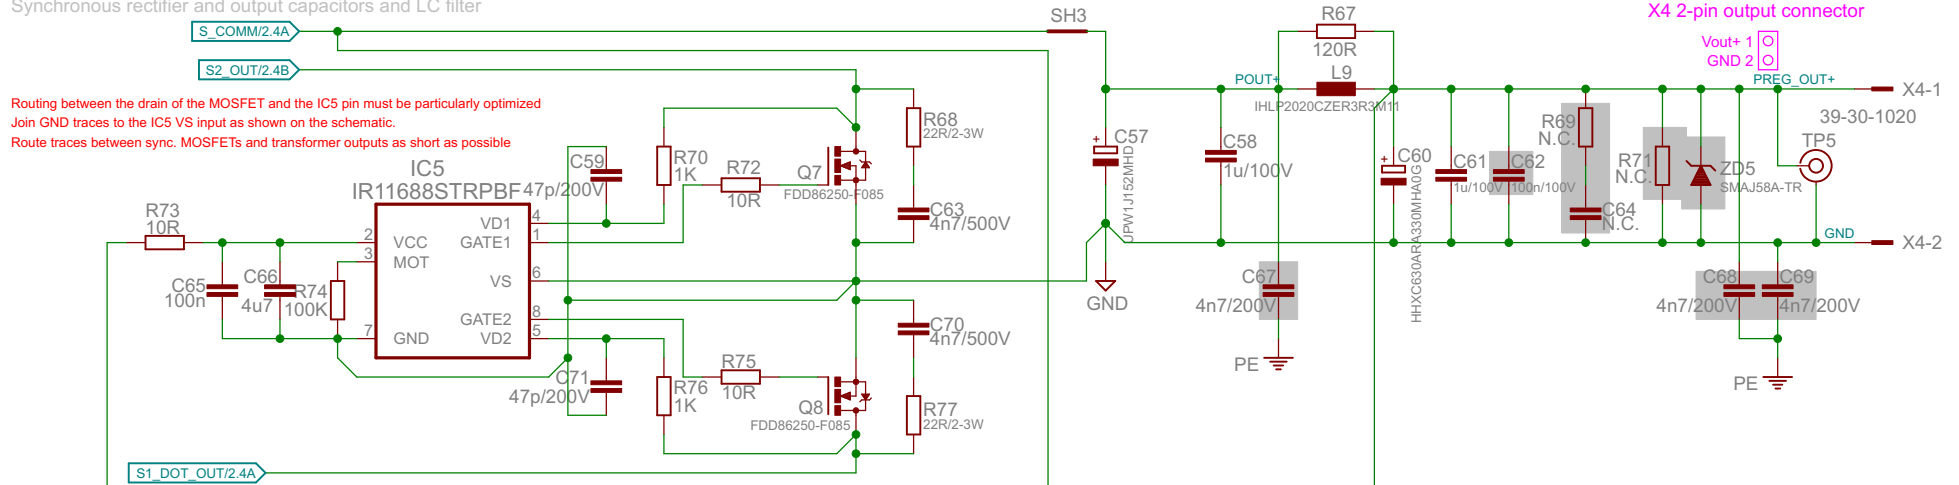 Synchronous rectifier and output capacitors and LC filter
S_COMM/2.4A
SH3
R67
120R
X4 2-pin output connector
Vout+ 1
GND 2
S2_OUT/2.4B
L9
IHLP2020CZER3R3M11
POUT+
PREG_OUT+
X4-1
39-30-1020
Routing between the drain of the MOSFET and the IC5 pin must be particularly optimized
Join GND traces to the IC5 VS input as shown on the schematic.
Route traces between sync. MOSFETs and transformer outputs as short as possible
IC5
IR11688STRPBF
C59
47p/200V
R70
1K
R72
10R
Q7
FDD86250-F085
R68
22R/2-3W
C63
4n7/500V
C57
UPW1J152MHD
C58
1u/100V
C60
HHXC630ARA330MHA0G
C61
1u/100V
C62
100n/100V
R69
N.C.
C64
N.C.
R71
N.C.
ZD5
SMAJ58A-TR
TP5
R73
10R
C65
100n
C66
4u7
R74
100K
2
3
7
VCC
MOT
GND
VD1
GATE1
VS
GATE2
VD2
4
1
6
8
5
GND
GND
X4-2
C67
4n7/200V
PE
C68
4n7/200V
C69
4n7/200V
PE
C70
4n7/500V
C71
47p/200V
R76
1K
R75
10R
Q8
FDD86250-F085
R77
22R/2-3W
S1_DOT_OUT/2.4A